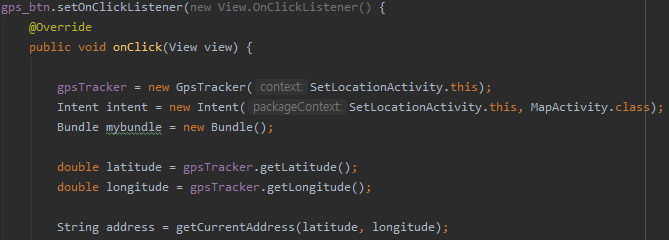 gps_btn.setOnClickListener(new View.OnClickListener() {
@Override
public void onClick(View view) {
gpsTracker = new GpsTracker( context: SetLocationActivity.this);
Intent intent = new Intent( packageContext: SetLocationActivity.this, MapActivity.class);
Bundle mybundle = new Bundle();
double latitude = gpsTracker.getLatitude();
double longitude = gpsTracker.getLongitude();
String address = getCurrentAddress(latitude, longitude);